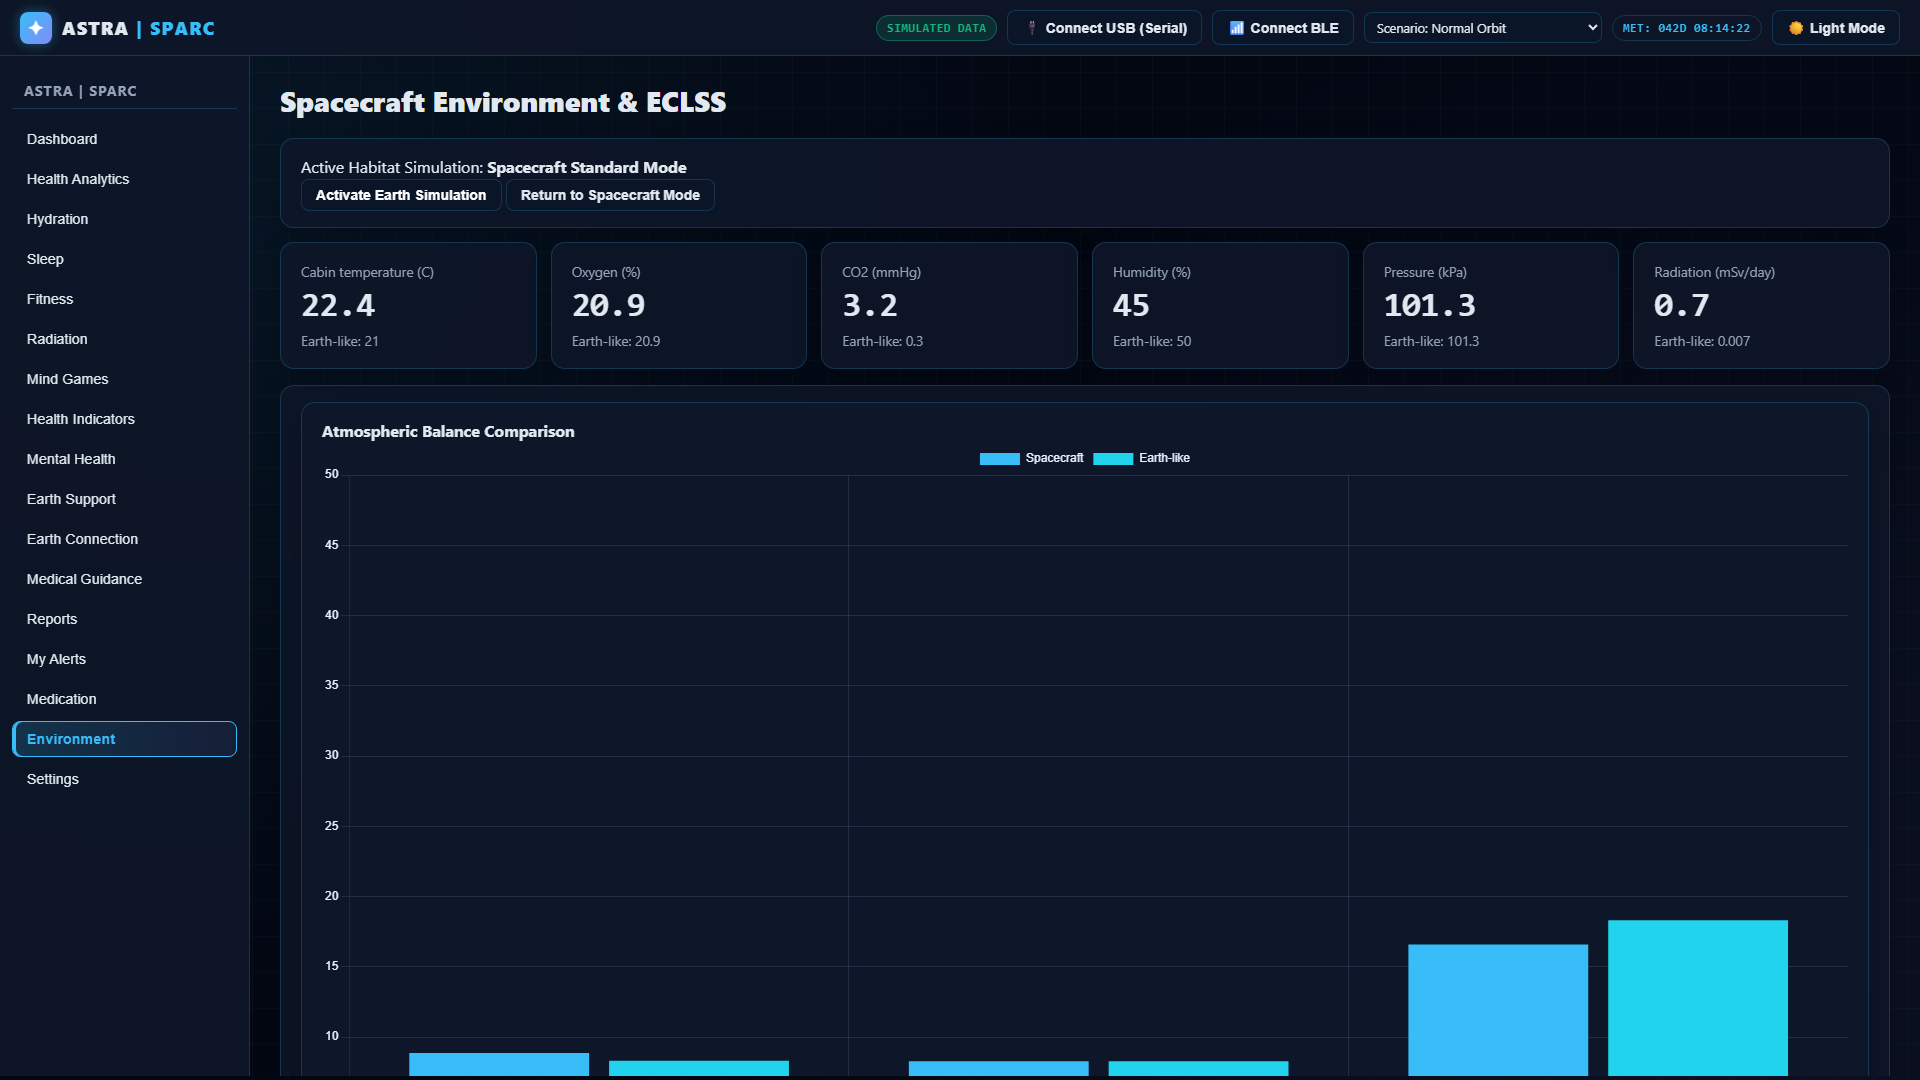 ASTRA | SPARC
SIMULATED DATA
Connect USB (Serial)
Connect BLE
Scenario: Normal Orbit
MET: 042D 08:14:22
Light Mode
ASTRA | SPARC
Dashboard
Health Analytics
Hydration
Sleep
Fitness
Radiation
Mind Games
Health Indicators
Mental Health
Earth Support
Earth Connection
Medical Guidance
Reports
My Alerts
Medication
Environment
Settings
Spacecraft Environment & ECLSS
Active Habitat Simulation: Spacecraft Standard Mode
Activate Earth Simulation
Return to Spacecraft Mode
Cabin temperature (C)
22.4
Earth-like: 21
Oxygen (%)
20.9
Earth-like: 20.9
CO2 (mmHg)
3.2
Earth-like: 0.3
Humidity (%)
45
Earth-like: 50
Pressure (kPa)
101.3
Earth-like: 101.3
Radiation (mSv/day)
0.7
Earth-like: 0.007
Atmospheric Balance Comparison
Spacecraft
Earth-like
50
45
40
35
30
25
20
15
10